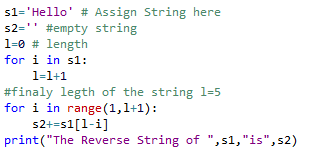 s1='Hello' # Assign String here
s2='' #empty string
l=0 # length
for i in s1:
    l=l+1
#finaly legth of the string l=5
for i in range(1,l+1):
    s2+=s1[l-i]
print("The Reverse String of ",s1,"is",s2)